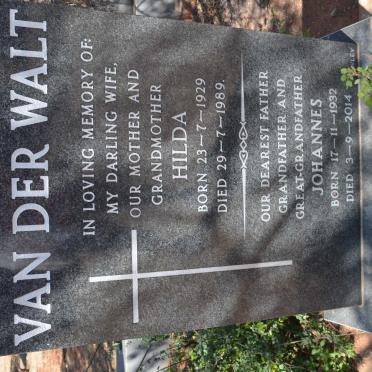 VAN DER WALT
IN LOVING MEMORY OF:
MY DARLING WIFE,
OUR MOTHER AND
GRANDMOTHER
HILDA
BORN 23-7-1929
DIED 29-7-1989.
OUR DEAREST FATHER
GRANDFATHER AND
GREAT-GRANDFATHER
JOHANNES
BORN 17-11-1932
DIED 3-9-2014